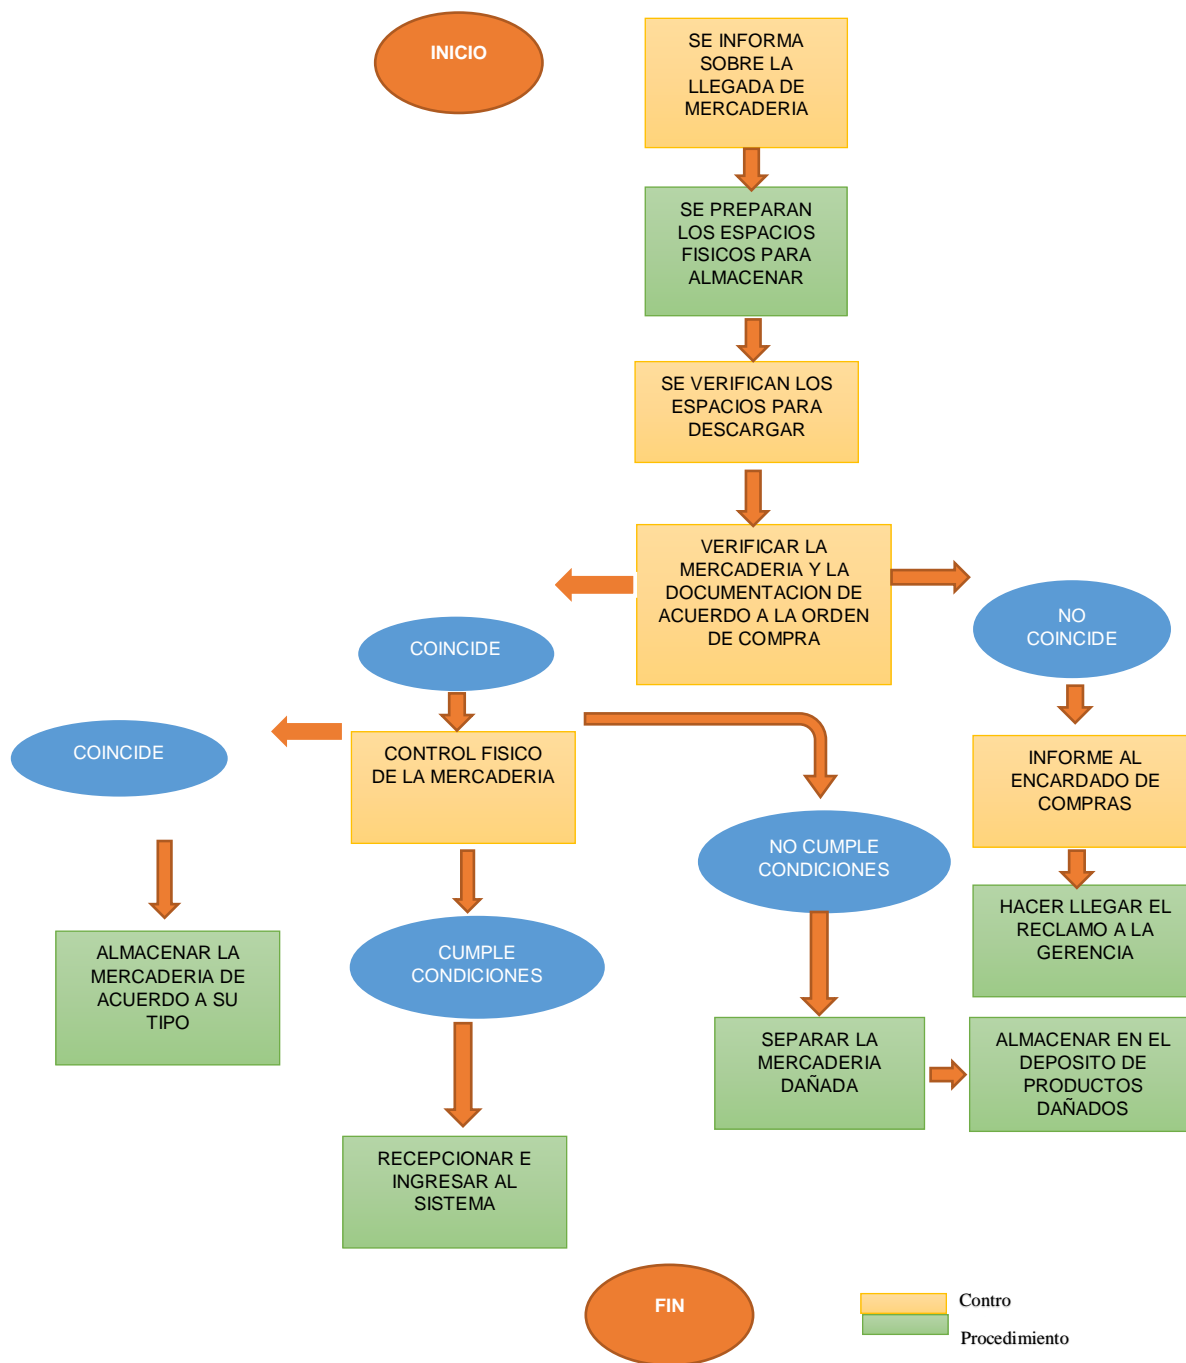 INICIO
SE INFORMA
SOBRE LA
LLEGADA DE
MERCADERIA
SE PREPARAN
LOS ESPACIOS
FISICOS PARA
ALMACENAR
SE VERIFICAN LOS
ESPACIOS PARA
DESCARGAR
VERIFICAR LA
MERCADERIA Y LA
DOCUMENTACION DE
ACUERDO A LA ORDEN
DE COMPRA
NO
COINCIDE
COINCIDE
COINCIDE
CONTROL FISICO
DE LA MERCADERIA
INFORME AL
ENCARDADO DE
COMPRAS
NO CUMPLE
CONDICIONES
HACER LLEGAR EL
RECLAMO A LA
GERENCIA
ALMACENAR LA
MERCADERIA DE
ACUERDO A SU
TIPO
CUMPLE
CONDICIONES
SEPARAR LA
MERCADERIA
DAÑADA
ALMACENAR EN EL
DEPOSITO DE
PRODUCTOS
DAÑADOS
RECEPCIONAR E
INGRESAR AL
SISTEMA
FIN
Contro
Procedimiento